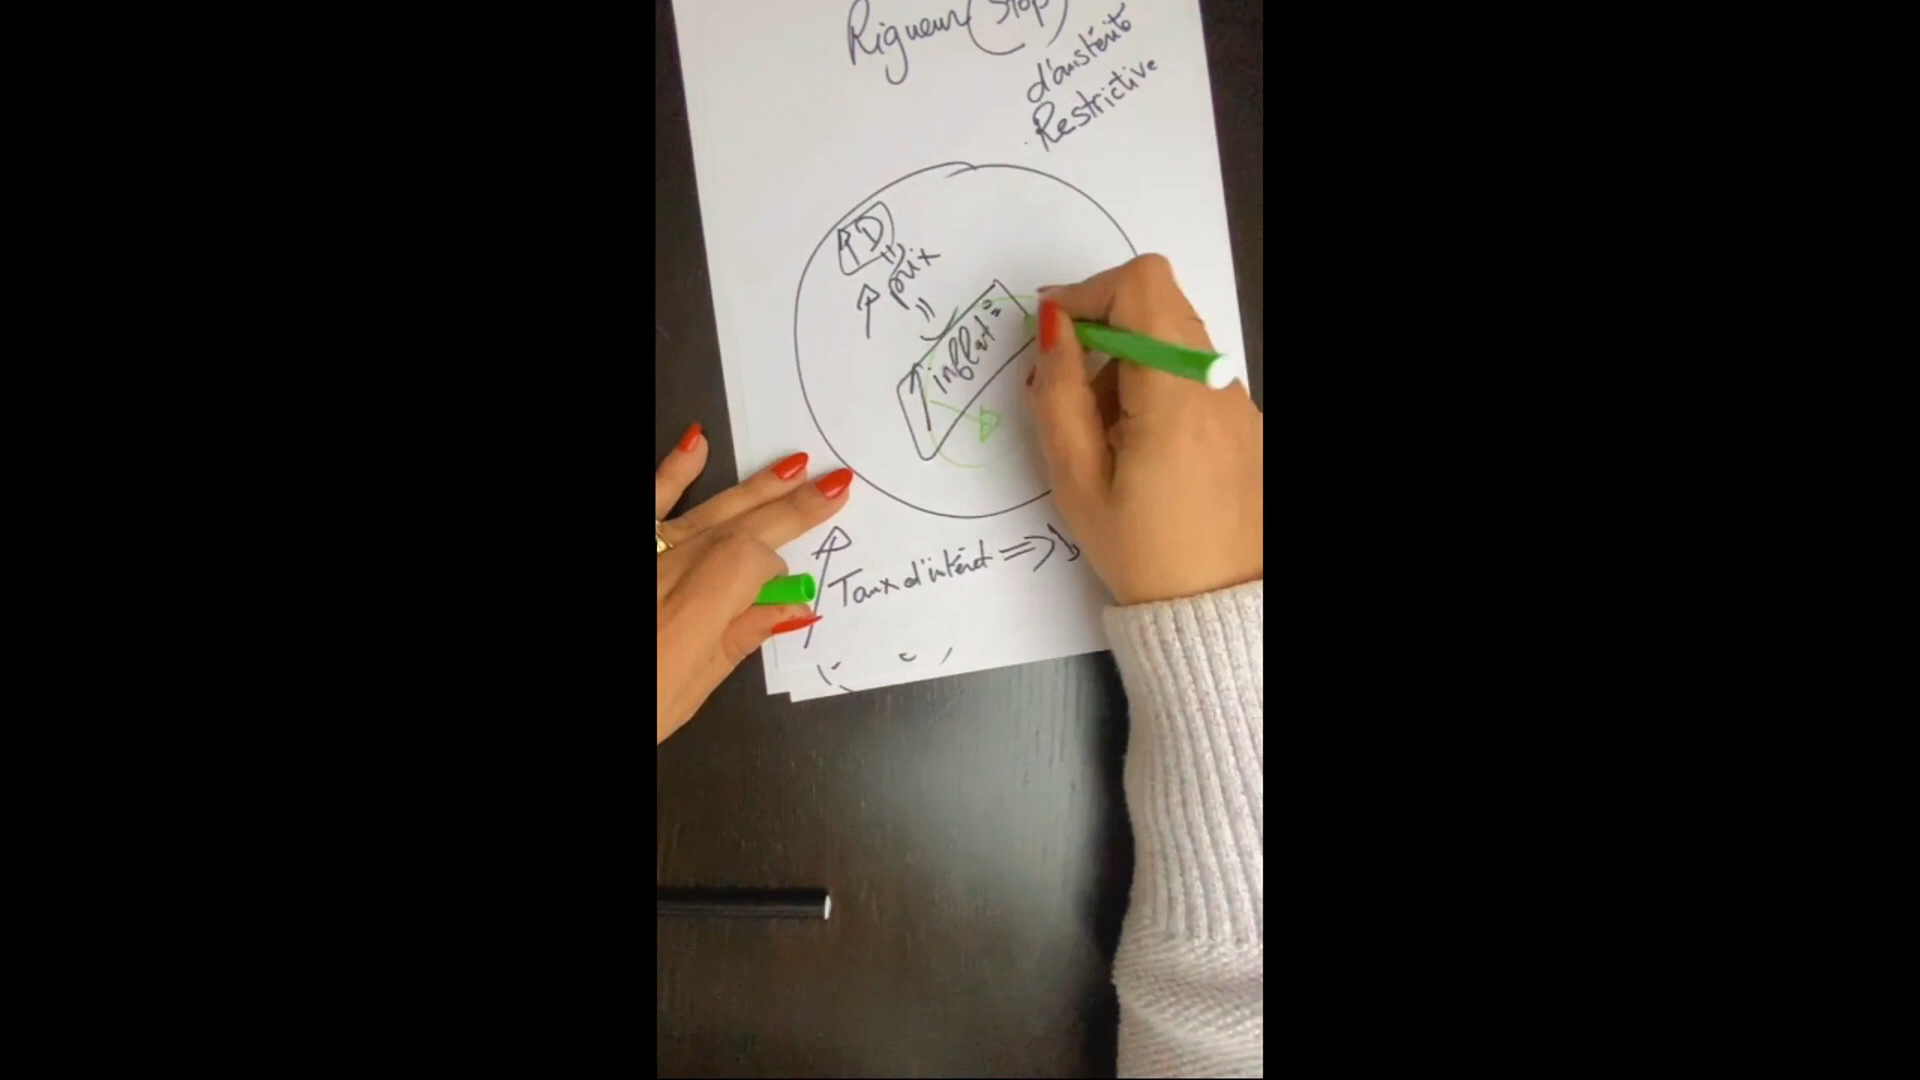 Rigueur (Stop)
d'austérité
Restrictive
↑D
↑ prix
↑ inflat°
↑ Taux d'intérêt =>